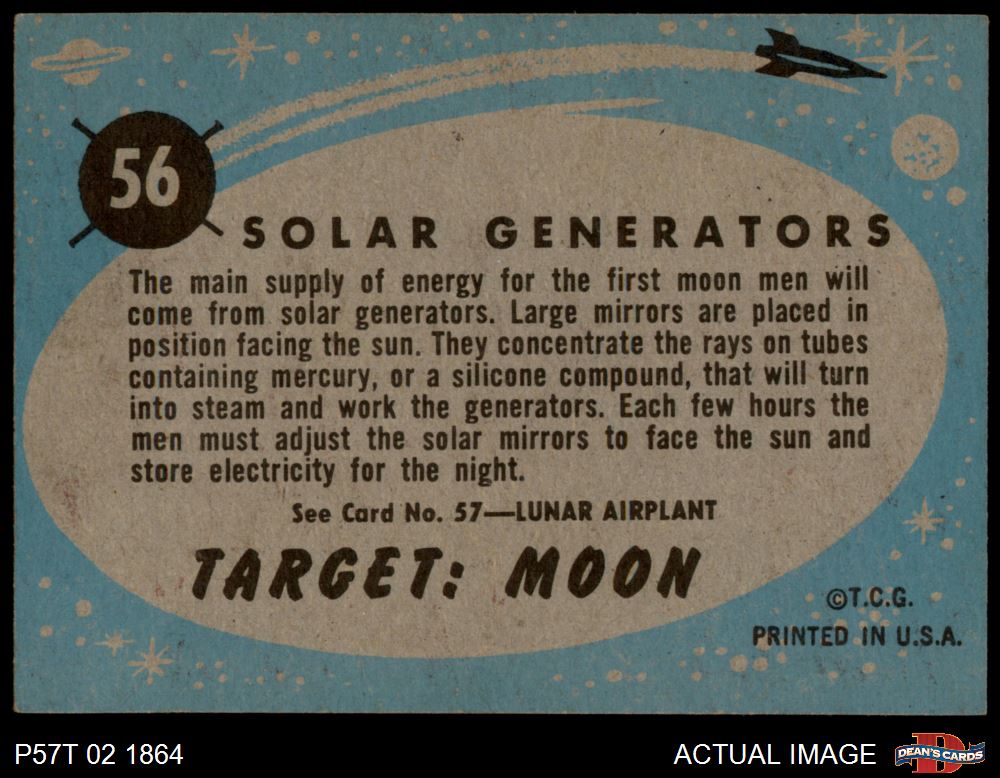 56
SOLAR GENERATORS
The main supply of energy for the first moon men will
come from solar generators. Large mirrors are placed in
position facing the sun. They concentrate the rays on tubes
containing mercury, or a silicone compound, that will turn
into steam and work the generators. Each few hours the
men must adjust the solar mirrors to face the sun and
store electricity for the night.
See Card No. 57—LUNAR AIRPLANT
TARGET: MOON
©T.C.G.
PRINTED IN U.S.A.
P57T 02 1864
ACTUAL IMAGE
DEAN'S CARDS